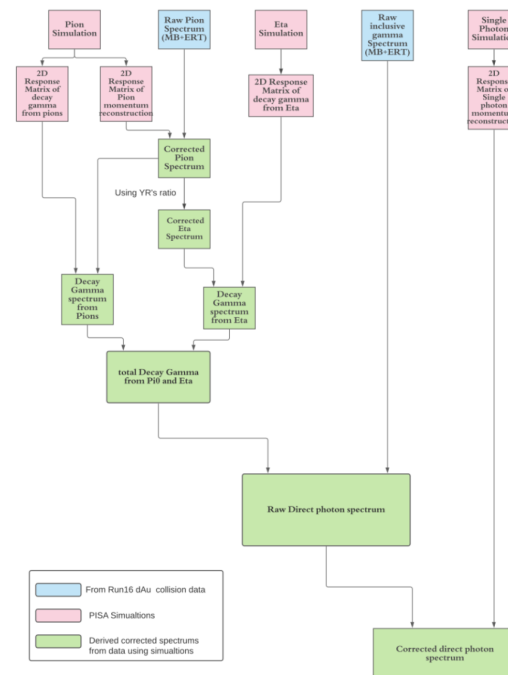 Pion
Simulation
Raw Pion
Spectrum
(MB+ERT)
Eta
Simulation
Raw
inclusive
gamma
Spectrum
(MB+ERT)
Single
Photon
Simulati
2D
Response
Matrix of
decay
gamma
from pions
2D
Response
Matrix of
Pion
momentum
reconstruction
2D Response
Matrix of
decay gamma
from Eta
2D
Respons
Matrix o
Single
photon
momentu
reconstruct
Corrected
Pion
Spectrum
Using YR's ratio
Corrected
Eta
Spectrum
Decay
Gamma
spectrum
from
Pions
Decay
Gamma
spectrum
from Eta
total Decay Gamma
from Pi0 and Eta
Raw Direct photon spectrum
From Run16 dAu collision data
PISA Simualtions
Derived corrected spectrums
from data using simualtions
Corrected direct photon
spectrum